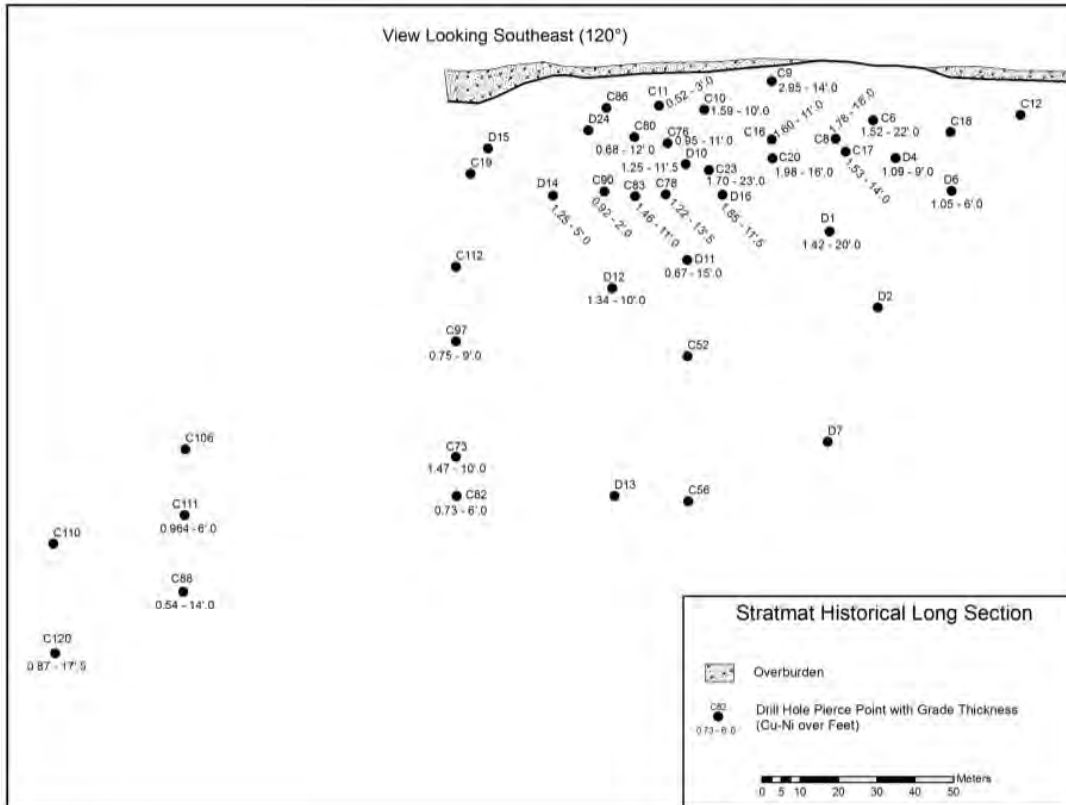 View Looking Southeast (120°)
C9
2.95 - 14'.0
C11
0.52 - 3'.0
C10
1.59 - 10'.0
C86
D24
C80
0.68 - 12'.0
C76
0.95 - 11'.0
C16
1.60 - 11'.0
C8
1.78 - 18'.0
C6
1.52 - 22'.0
C18
C12
D15
C19
D10
1.25 - 11'.5
C23
1.70 - 23'.0
C20
1.98 - 16'.0
C17
1.53 - 14'.0
D4
1.09 - 9'.0
D6
1.05 - 6'.0
D14
1.25 - 5'.0
C90
0.92 - 2'.0
C83
1.46 - 11'.0
C78
1.22 - 13'.5
D16
1.85 - 11'.5
D1
1.42 - 20'.0
C112
D11
0.67 - 15'.0
D12
1.34 - 10'.0
D2
C97
0.75 - 9'.0
C52
C106
C73
1.47 - 10'.0
D7
C82
0.73 - 6'.0
D13
C56
C111
0.964 - 6'.0
C110
C88
0.54 - 14'.0
C120
0.87 - 17'.5
Stratmat Historical Long Section
Overburden
C82
0.73 - 6'.0
Drill Hole Pierce Point with Grade Thickness
(Cu-Ni over Feet)
Meters
0 5 10 20 30 40 50